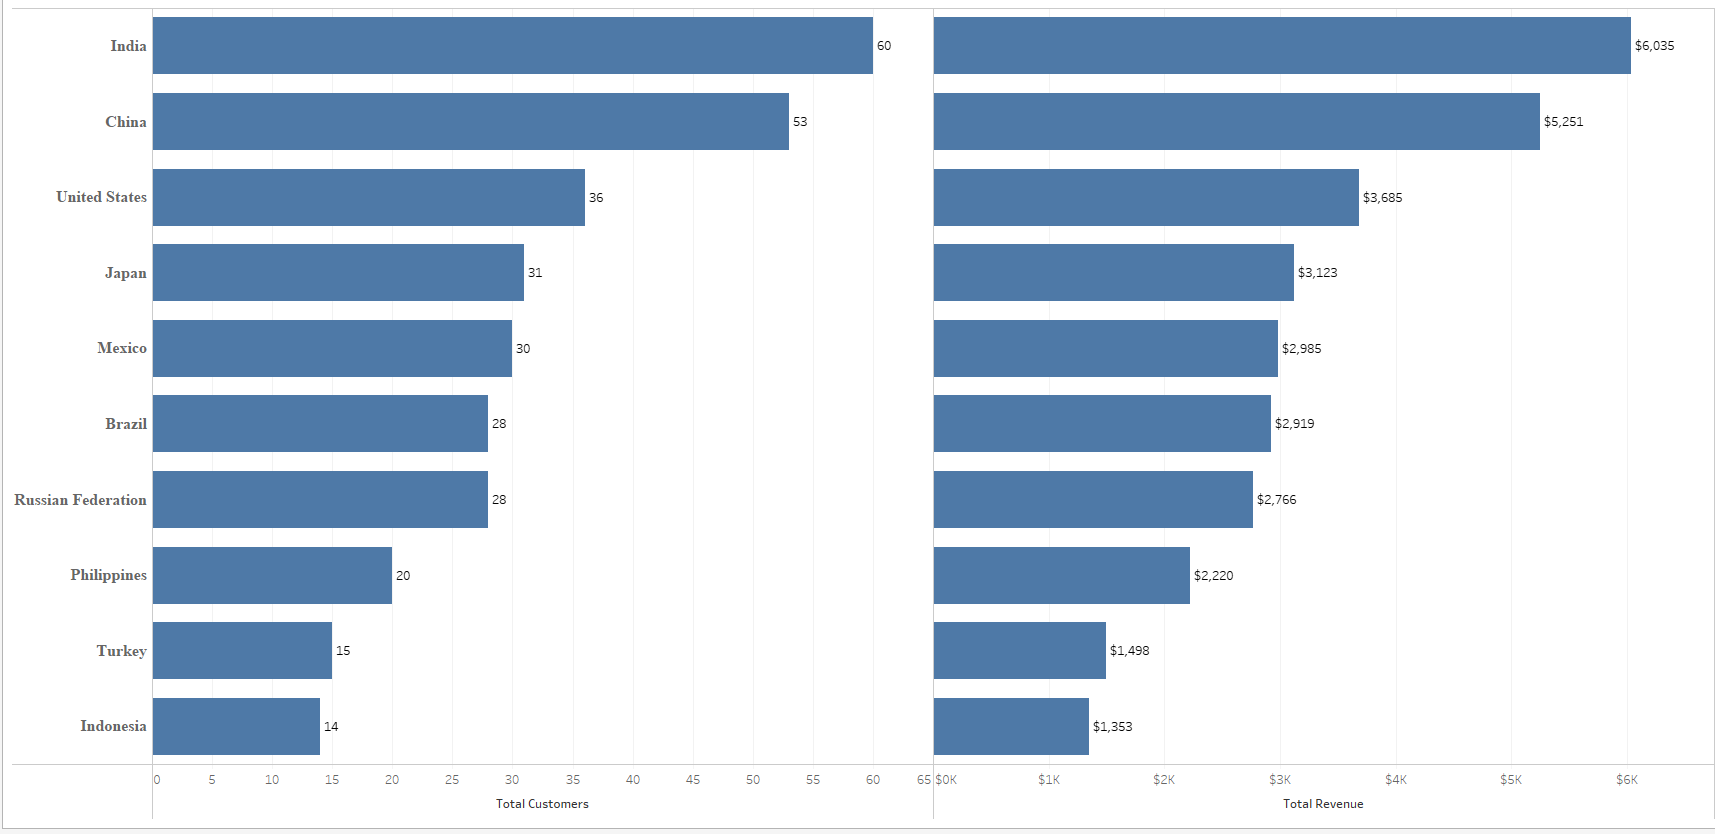 India 60 $6,035
China 53 $5,251
United States 36 $3,685
Japan 31 $3,123
Mexico 30 $2,985
Brazil 28 $2,919
Russian Federation 28 $2,766
Philippines 20 $2,220
Turkey 15 $1,498
Indonesia 14 $1,353
0 5 10 15 20 25 30 35 40 45 50 55 60 65 $0K $1K $2K $3K $4K $5K $6K
Total Customers Total Revenue